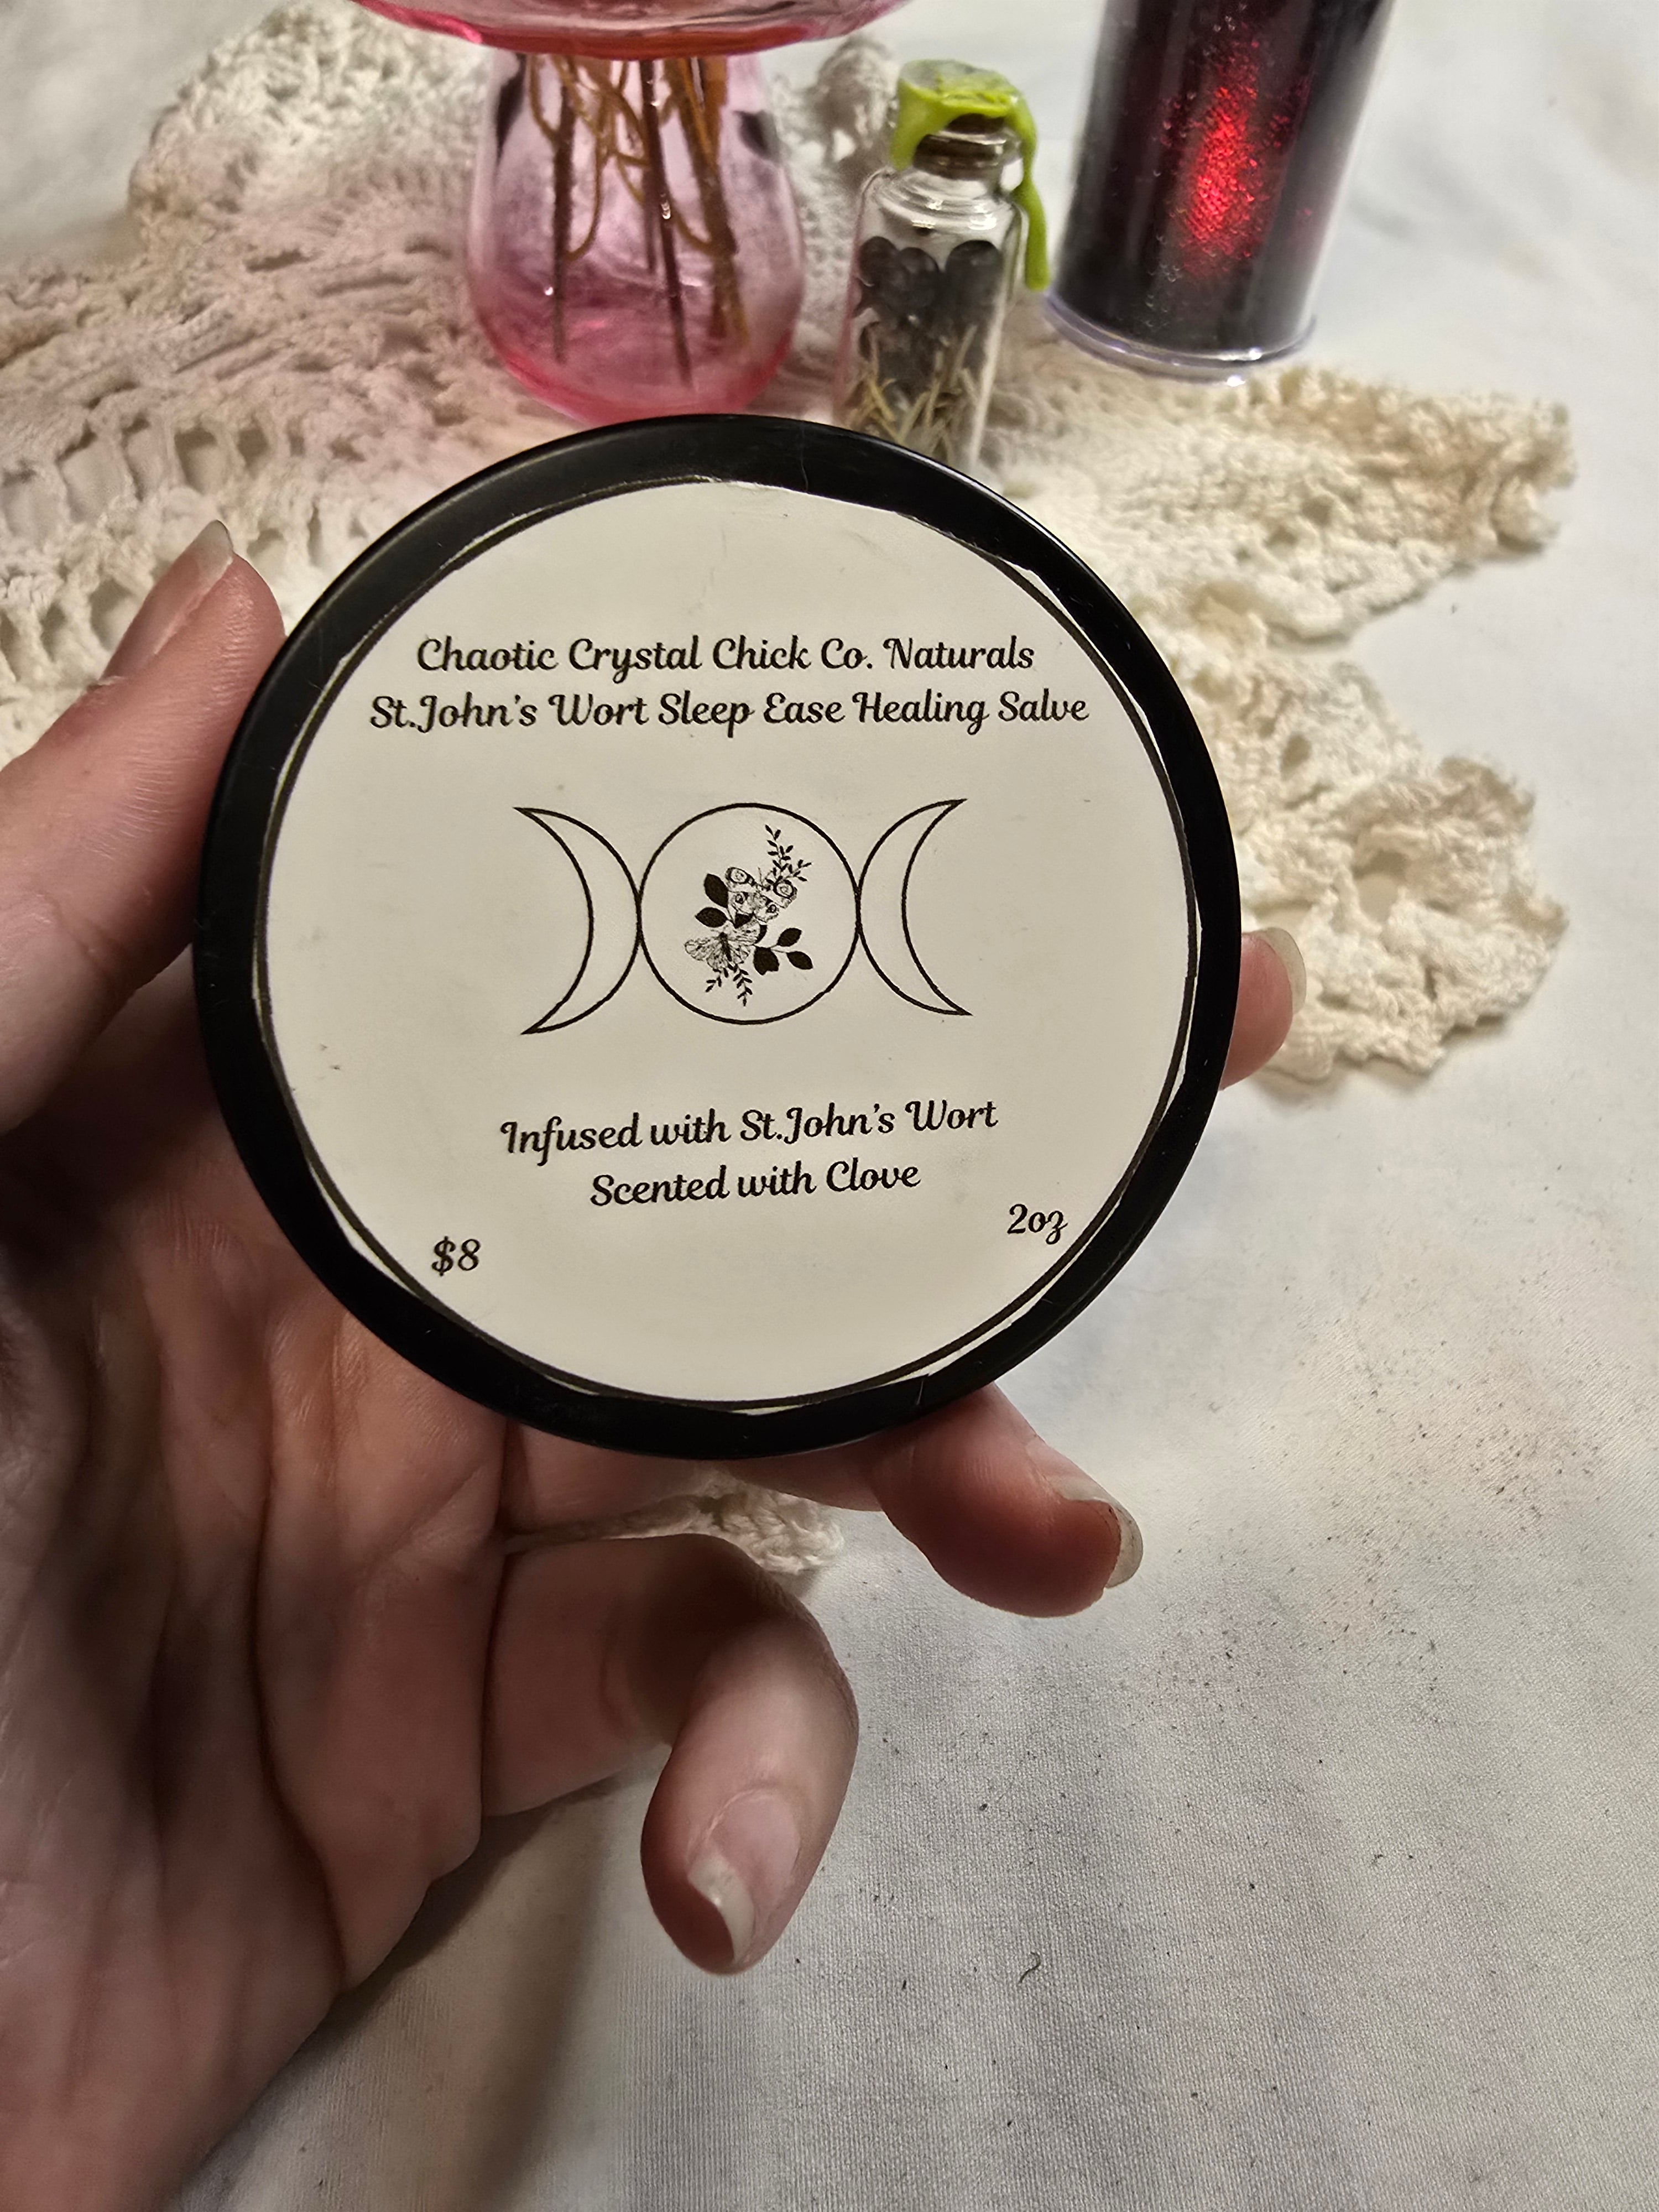 Chaotic Crystal Chick Co. Naturals
St.John's Wort Sleep Ease Healing Salve
Infused with St.John's Wort
Scented with Clove
2oz
$8